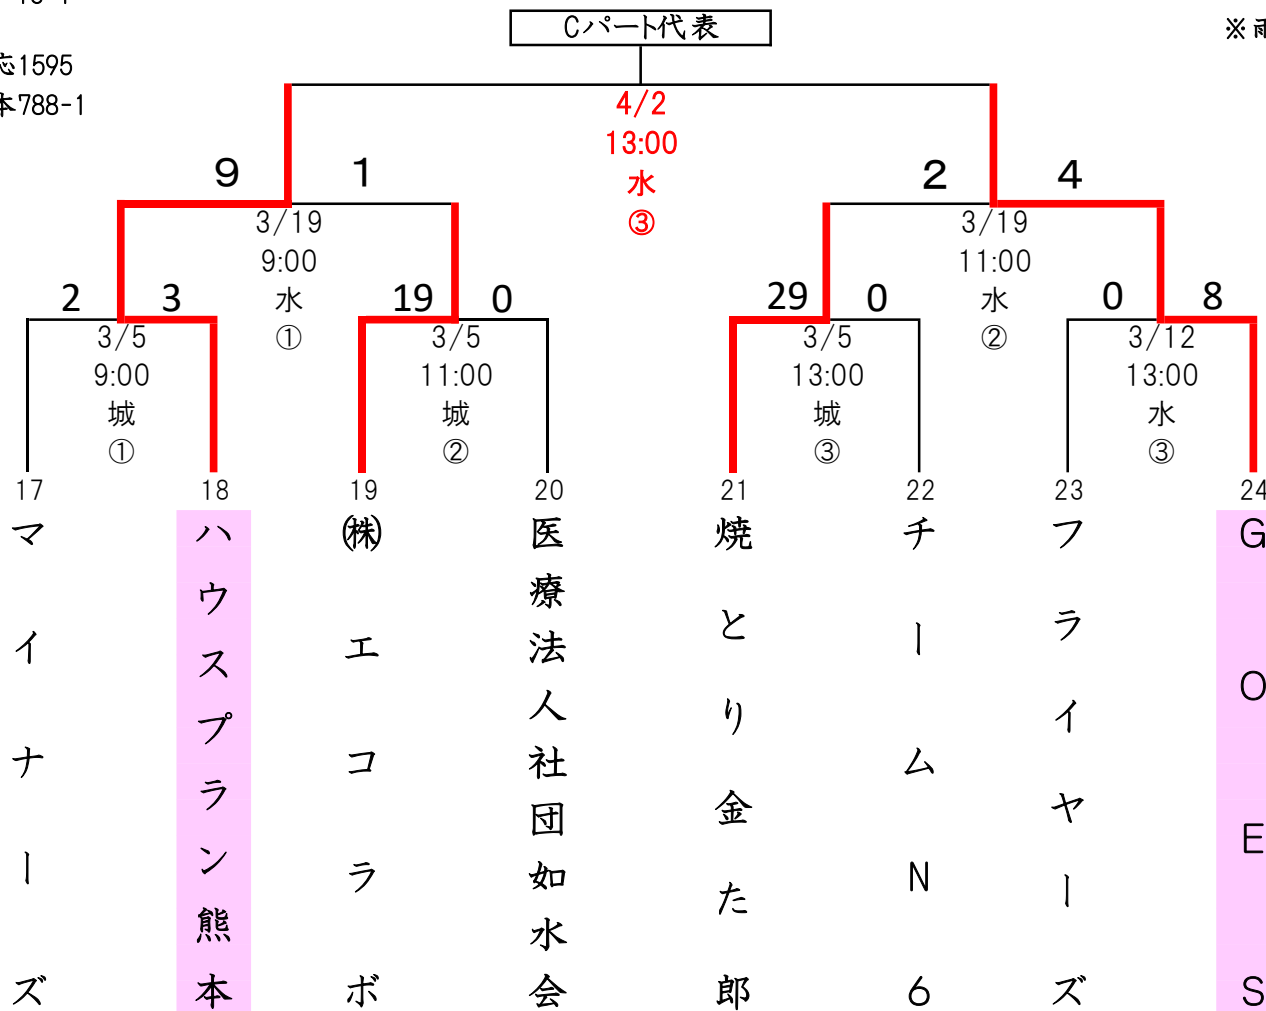 Cパート代表
※雨
応1595
本788-1
4/2
13:00
水
③
9 1
2 4
3/19
9:00
水
①
3/19
11:00
水
②
2 3
19 0
29 0
0 8
3/5
9:00
城
①
3/5
11:00
城
②
3/5
13:00
城
③
3/12
13:00
水
③
17 18 19 20 21 22 23 24
マイナーズ
ハウスプラン熊本
㈱エコラボ
医療法人社団如水会
焼とり金た郎
チームN6
フライヤーズ
GOES